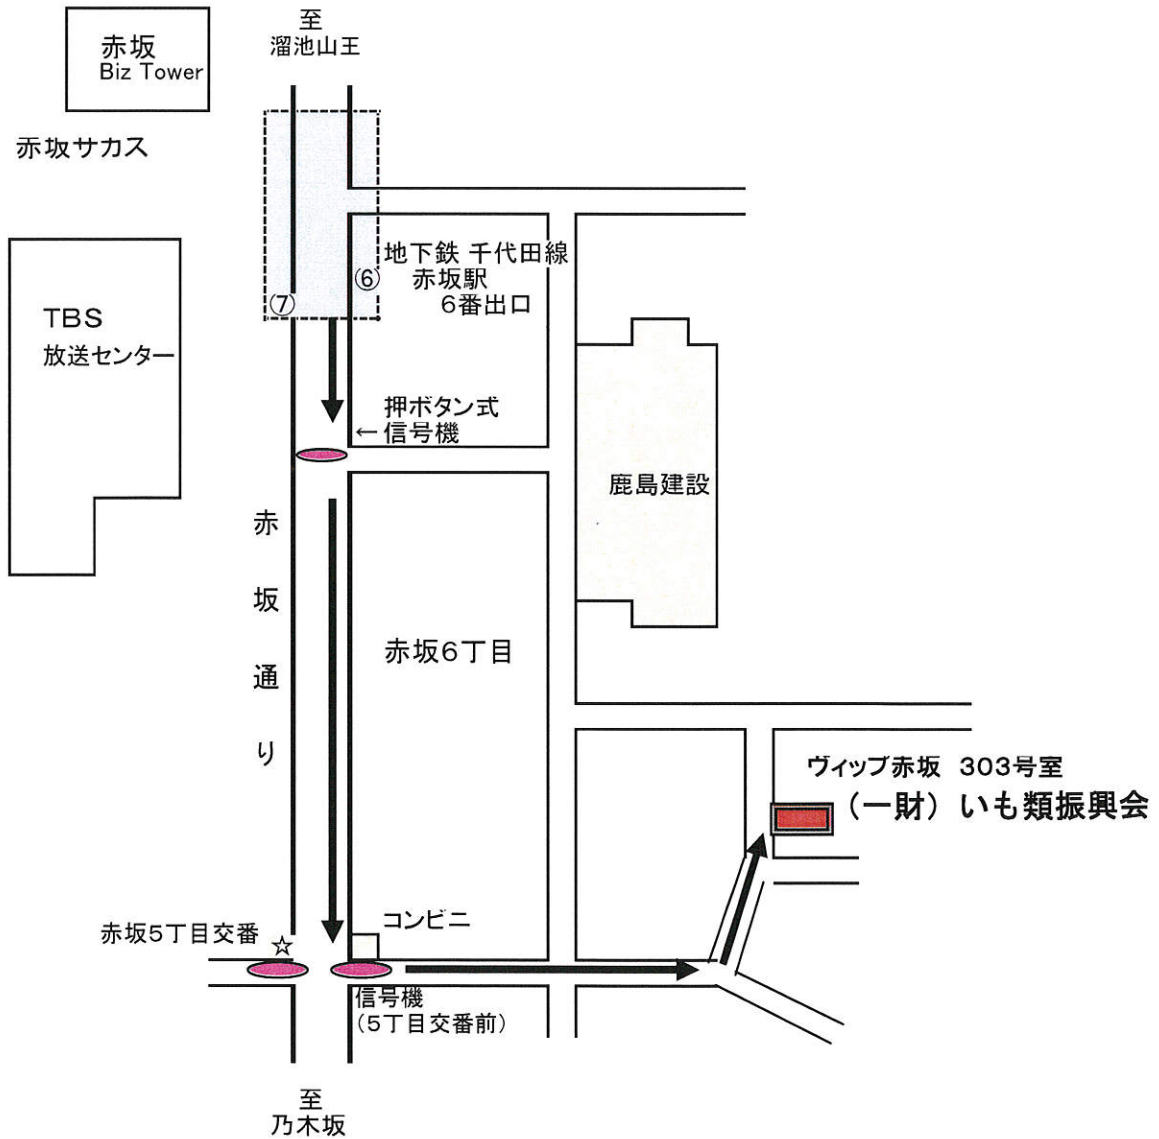 至
溜池山王
赤坂
Biz Tower
赤坂サカス
地下鉄 千代田線
赤坂駅
6番出口
⑥
⑦
TBS
放送センター
押ボタン式
←信号機
鹿島建設
赤坂通り
赤坂6丁目
ヴィップ赤坂 303号室
(一財)いも類振興会
コンビニ
赤坂5丁目交番 ☆
信号機
(5丁目交番前)
至
乃木坂